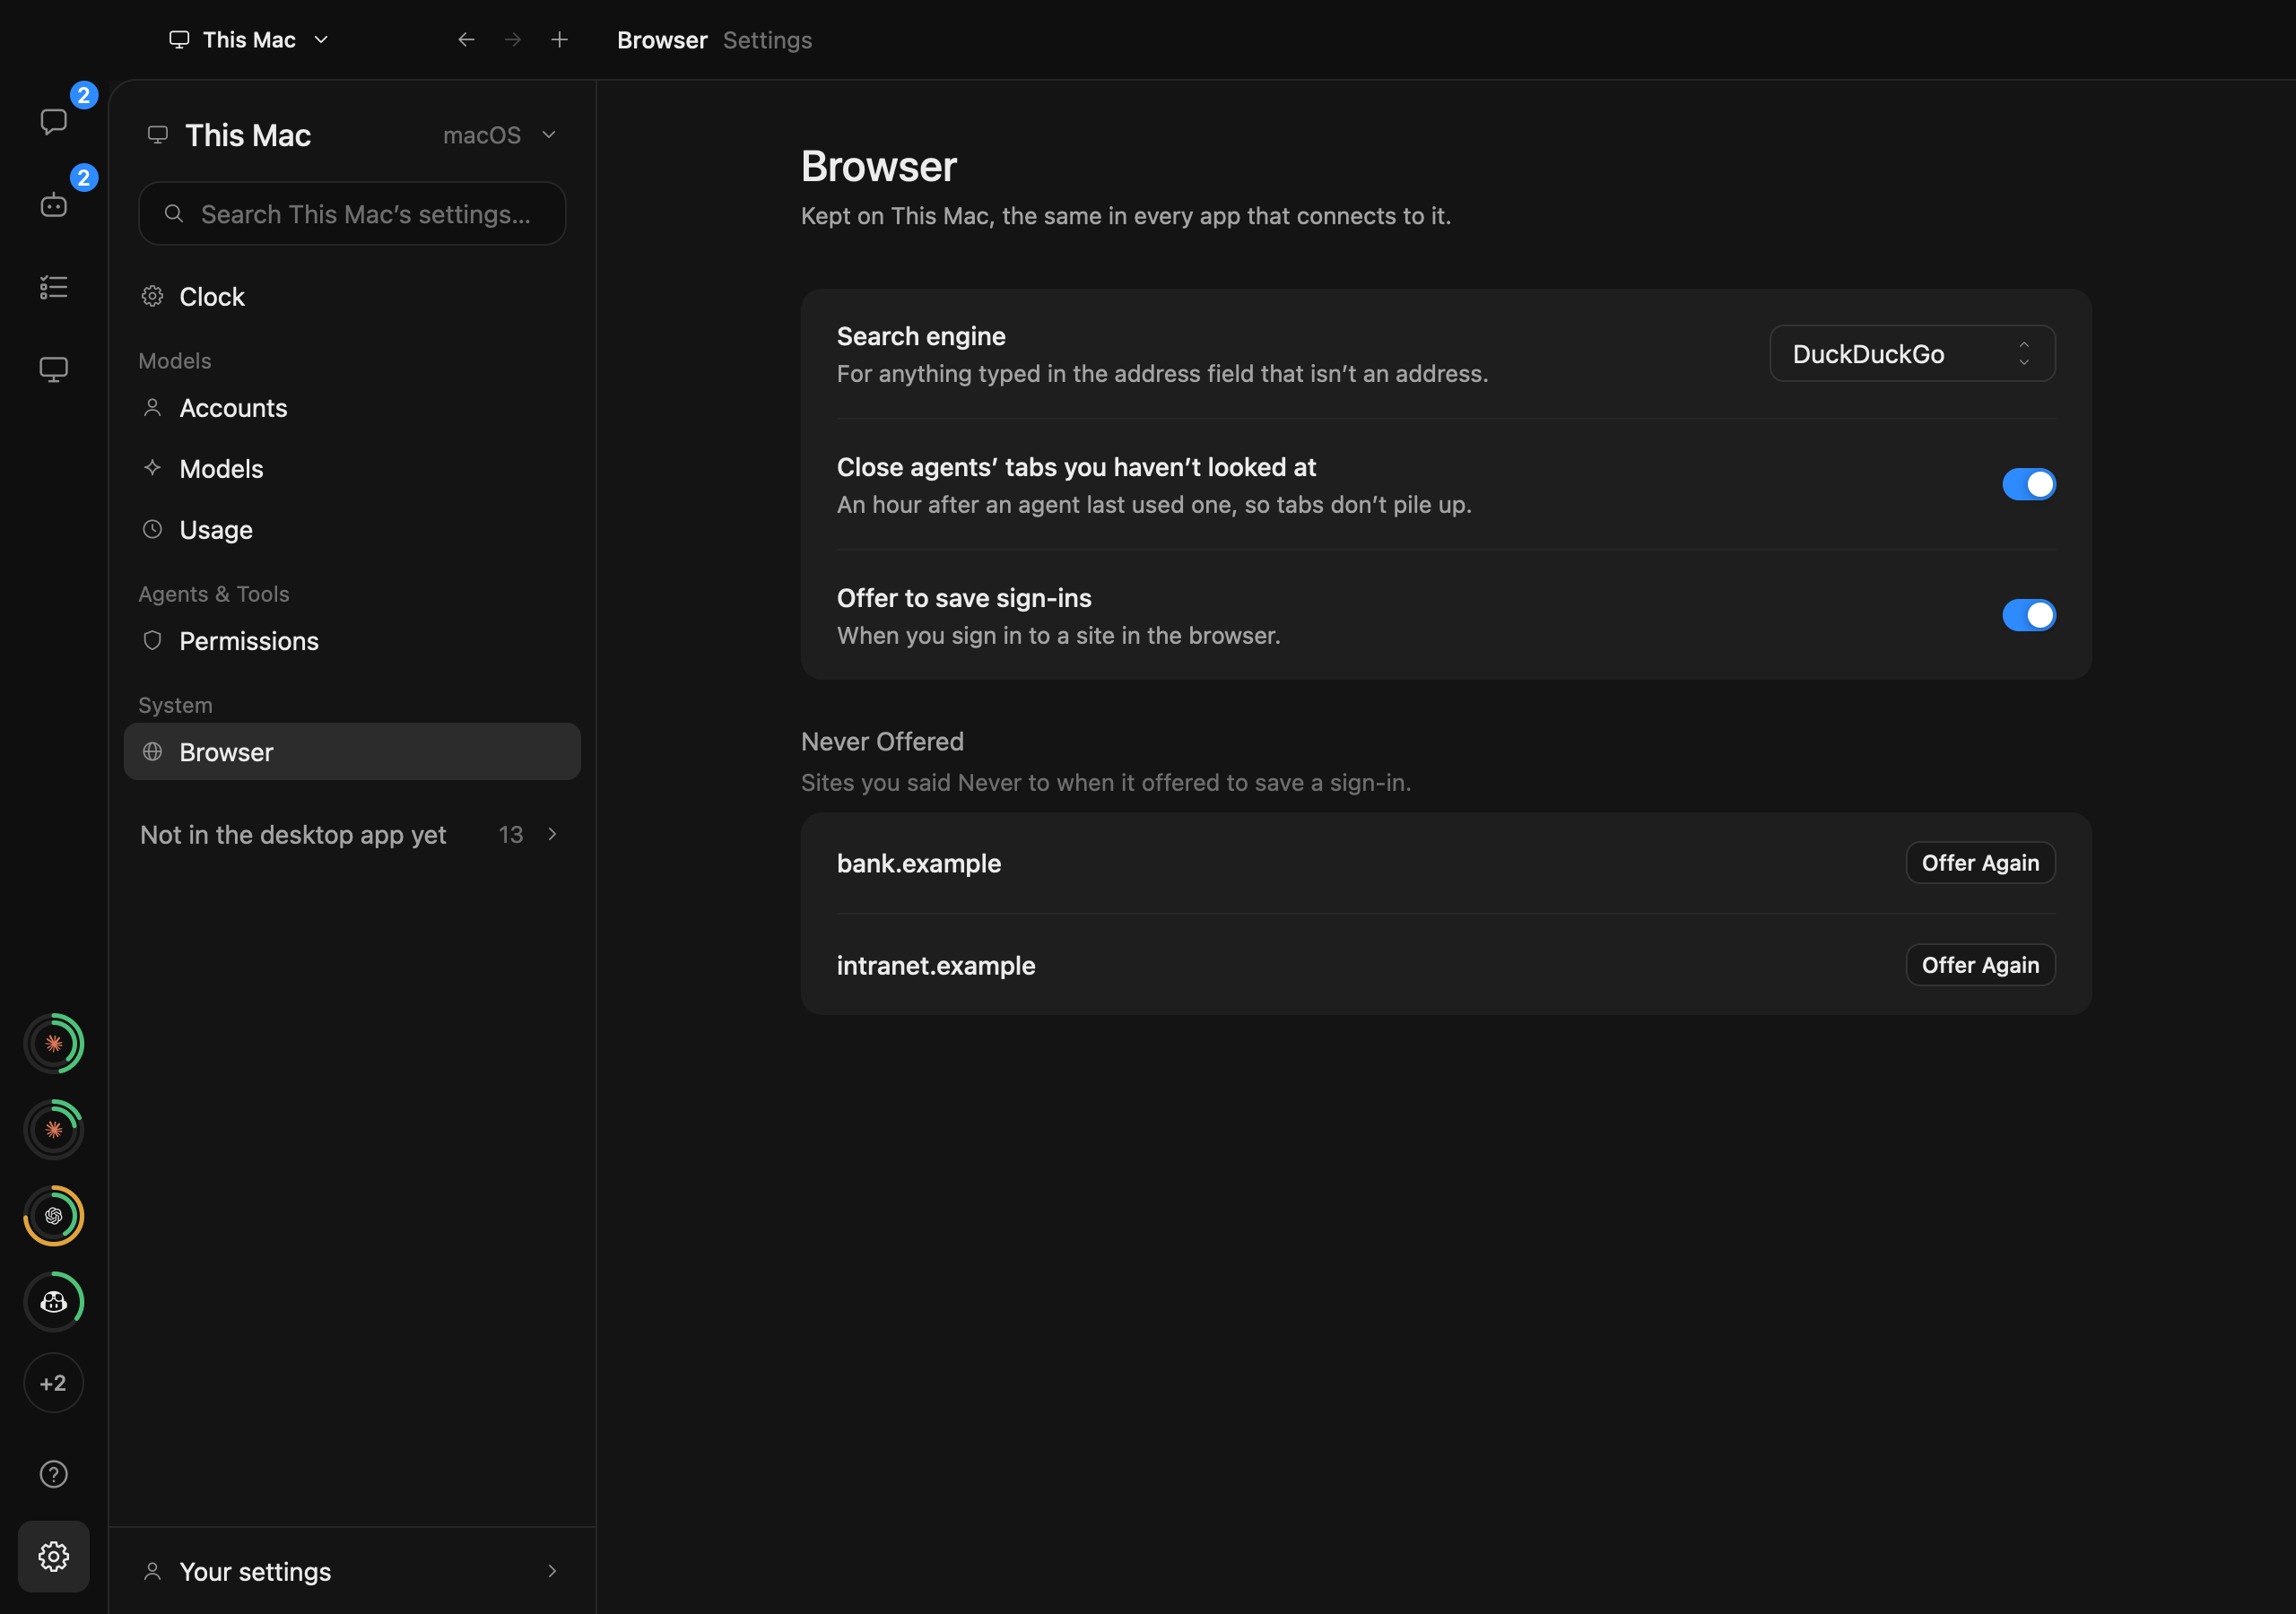 This Mac
Browser Settings
2
2
This Mac
macOS
Search This Mac’s settings...
Clock
Models
Accounts
Models
Usage
Agents & Tools
Permissions
System
Browser
Not in the desktop app yet 13
+2
Your settings
Browser
Kept on This Mac, the same in every app that connects to it.
Search engine
For anything typed in the address field that isn’t an address.
DuckDuckGo
Close agents’ tabs you haven’t looked at
An hour after an agent last used one, so tabs don’t pile up.
Offer to save sign-ins
When you sign in to a site in the browser.
Never Offered
Sites you said Never to when it offered to save a sign-in.
bank.example
Offer Again
intranet.example
Offer Again